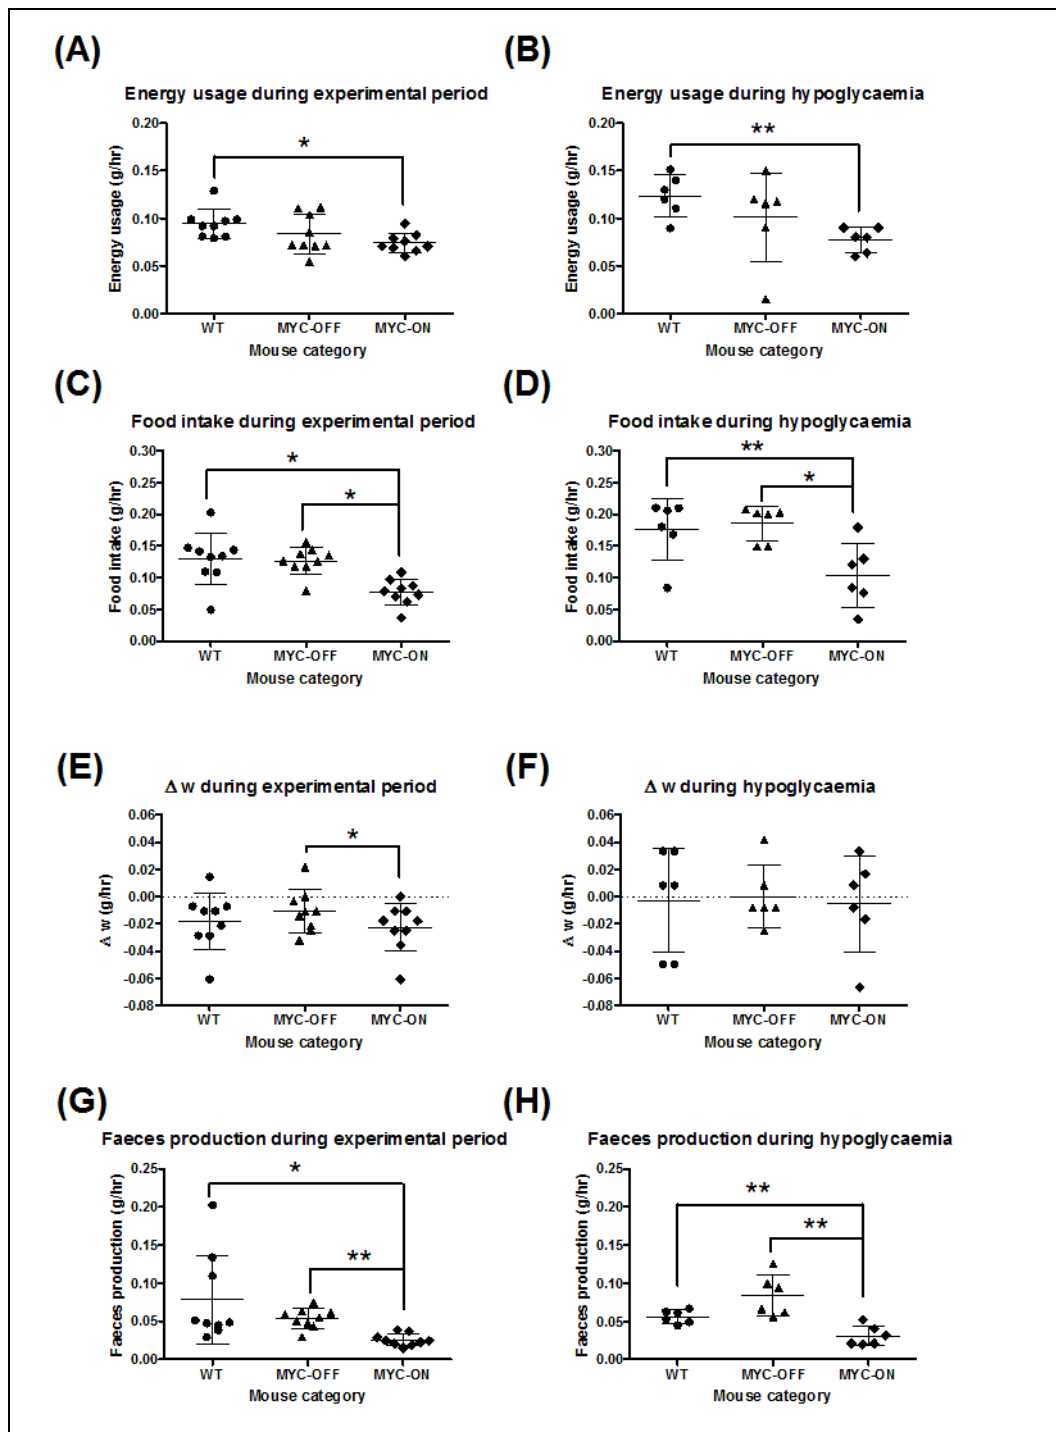 (A)
Energy usage during experimental period
Energy usage (g/hr)
0.20
0.15
0.10
0.05
0.00
*
WT MYC-OFF MYC-ON
Mouse category
(B)
Energy usage during hypoglycaemia
Energy usage (g/hr)
0.20
0.15
0.10
0.05
0.00
**
WT MYC-OFF MYC-ON
Mouse category
(C)
Food intake during experimental period
Food intake (g/hr)
0.30
0.25
0.20
0.15
0.10
0.05
0.00
*
*
WT MYC-OFF MYC-ON
Mouse category
(D)
Food intake during hypoglycaemia
Food intake (g/hr)
0.30
0.25
0.20
0.15
0.10
0.05
0.00
**
*
WT MYC-OFF MYC-ON
Mouse category
(E)
Δ w during experimental period
Δ w (g/hr)
0.06
0.04
0.02
0.00
-0.02
-0.04
-0.06
-0.08
*
WT MYC-OFF MYC-ON
Mouse category
(F)
Δ w during hypoglycaemia
Δ w (g/hr)
0.06
0.04
0.02
0.00
-0.02
-0.04
-0.06
-0.08
WT MYC-OFF MYC-ON
Mouse category
(G)
Faeces production during experimental period
Faeces production (g/hr)
0.25
0.20
0.15
0.10
0.05
0.00
*
**
WT MYC-OFF MYC-ON
Mouse category
(H)
Faeces production during hypoglycaemia
Faeces production (g/hr)
0.25
0.20
0.15
0.10
0.05
0.00
**
**
WT MYC-OFF MYC-ON
Mouse category